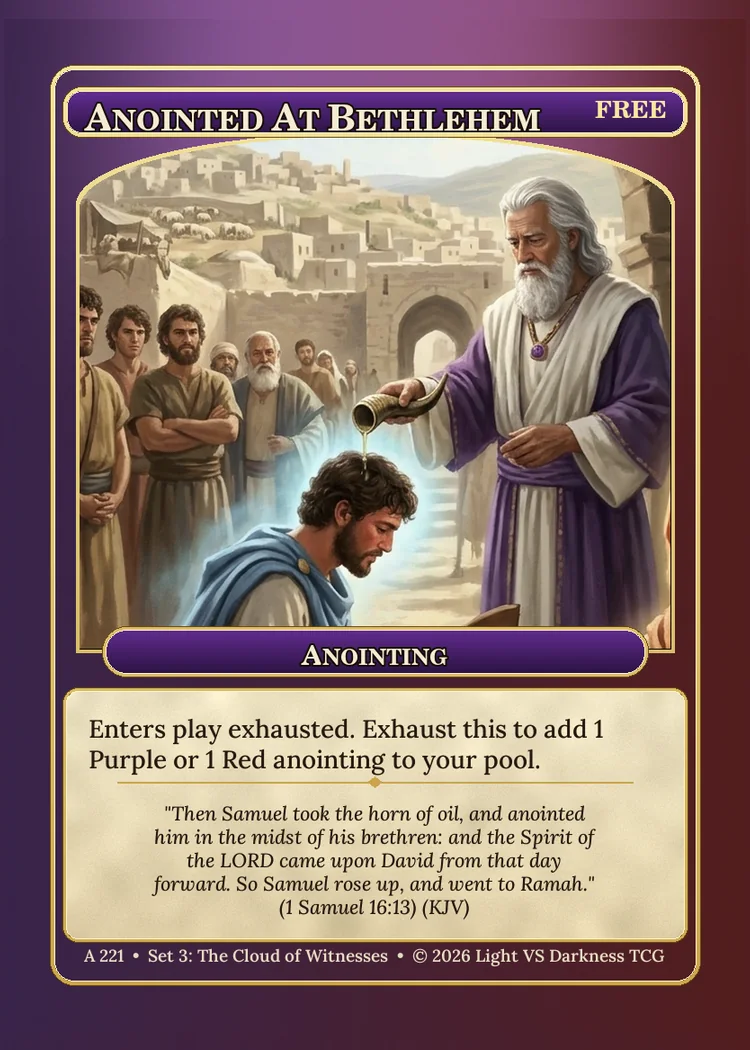 Anointed At Bethlehem FREE
Anointing
Enters play exhausted. Exhaust this to add 1
Purple or 1 Red anointing to your pool.
"Then Samuel took the horn of oil, and anointed
him in the midst of his brethren: and the Spirit of
the LORD came upon David from that day
forward. So Samuel rose up, and went to Ramah."
(1 Samuel 16:13) (KJV)
A 221 • Set 3: The Cloud of Witnesses • © 2026 Light VS Darkness TCG